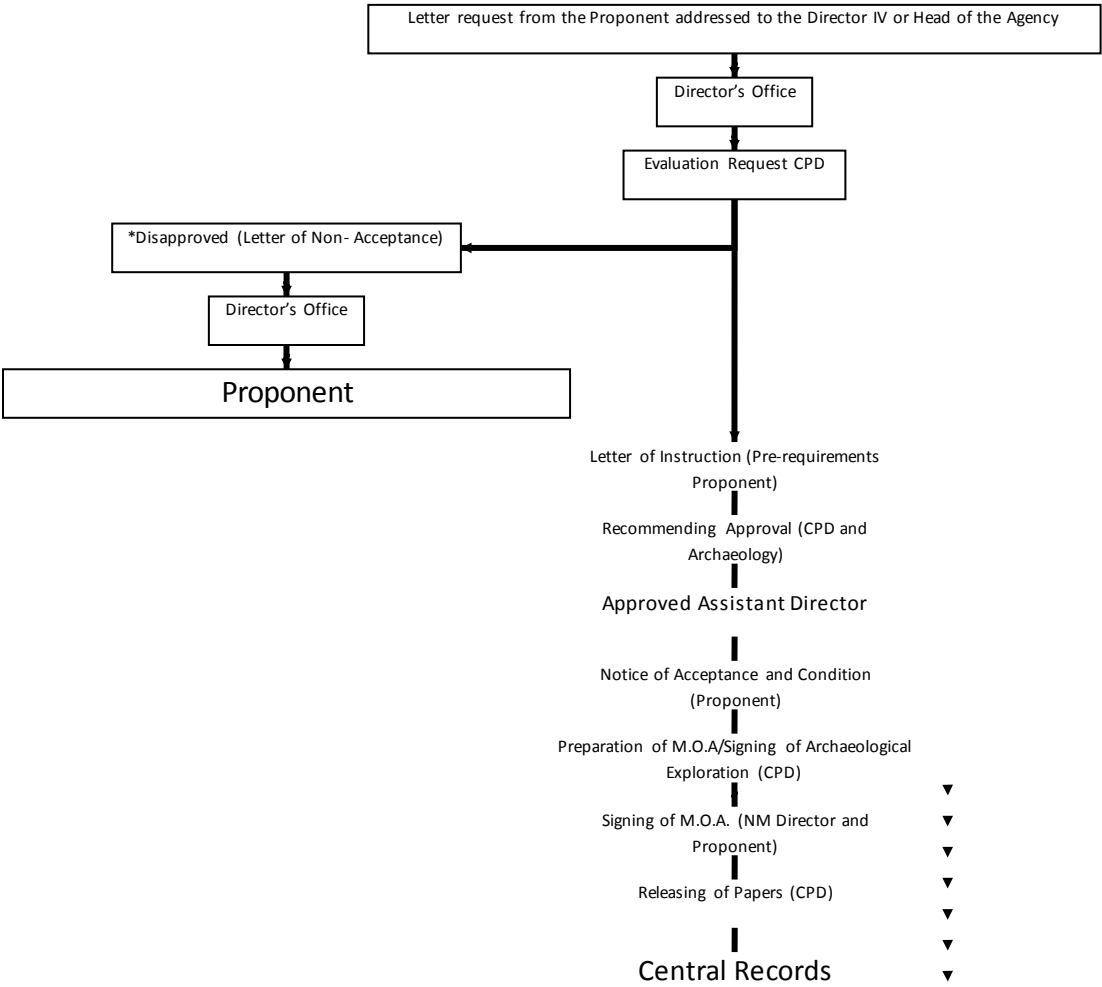 Letter request from the Proponent addressed to the Director IV or Head of the Agency
Director's Office
Evaluation Request CPD
*Disapproved (Letter of Non- Acceptance)
Director's Office
Proponent
Letter of Instruction (Pre-requirements
Proponent)
Recommending Approval (CPD and
Archaeology)
Approved Assistant Director
Notice of Acceptance and Condition
(Proponent)
Preparation of M.O.A/Signing of Archaeological
Exploration (CPD)
Signing of M.O.A. (NM Director and
Proponent)
Releasing of Papers (CPD)
Central Records